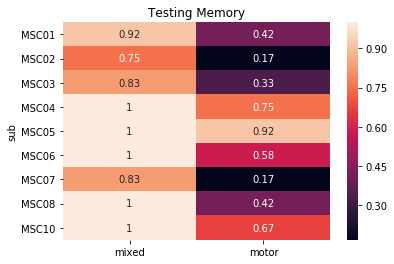 Testing Memory
MSC01 0.92 0.42
MSC02 0.75 0.17
MSC03 0.83 0.33
MSC04 1 0.75
MSC05 1 0.92
MSC06 1 0.58
MSC07 0.83 0.17
MSC08 1 0.42
MSC10 1 0.67
sub
mixed motor
0.90
0.75
0.60
0.45
0.30